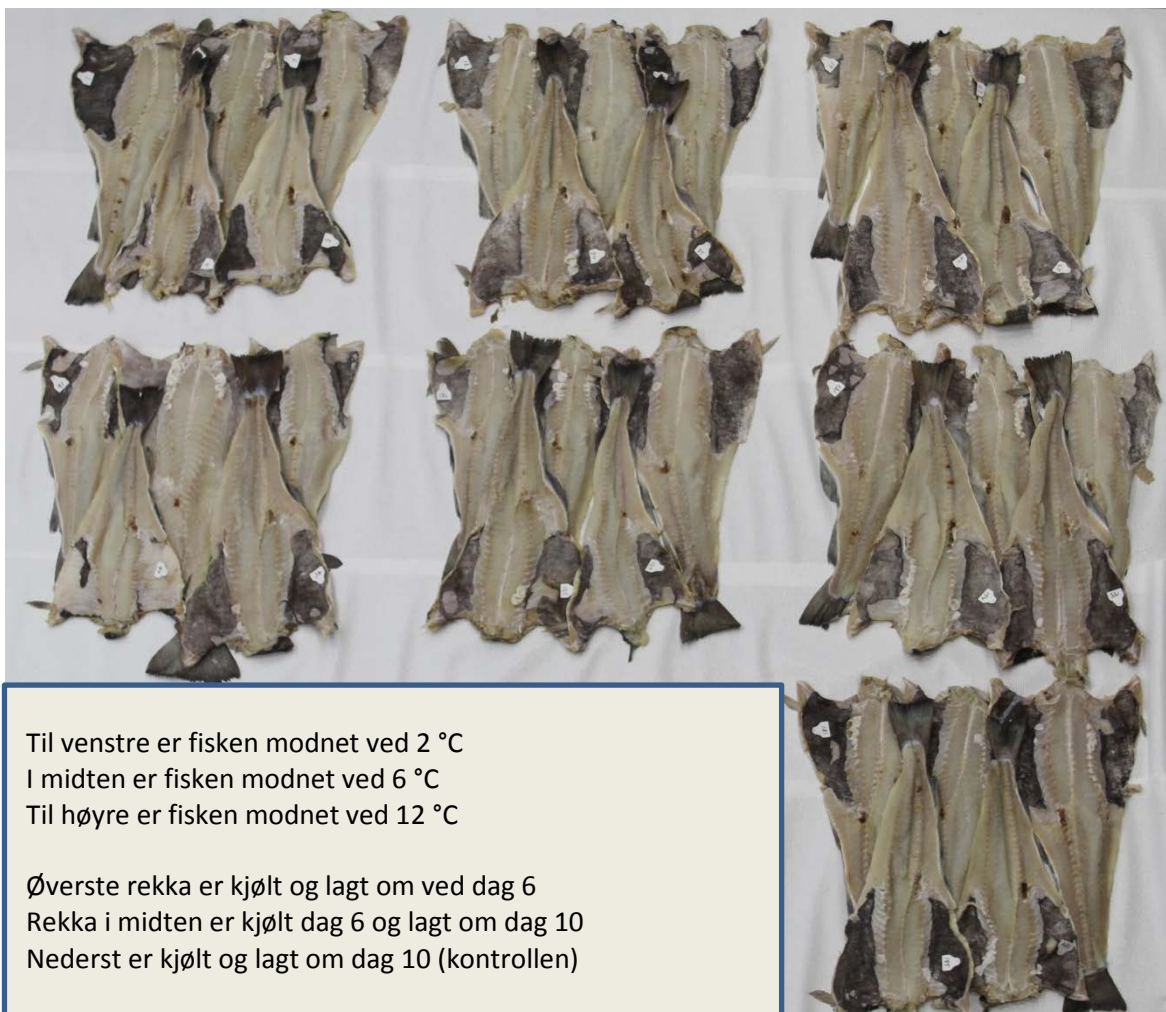 Til venstre er fisken modnet ved 2 °C
I midten er fisken modnet ved 6 °C
Til høyre er fisken modnet ved 12 °C
Øverste rekka er kjølt og lagt om ved dag 6
Rekka i midten er kjølt dag 6 og lagt om dag 10
Nederst er kjølt og lagt om dag 10 (kontrollen)